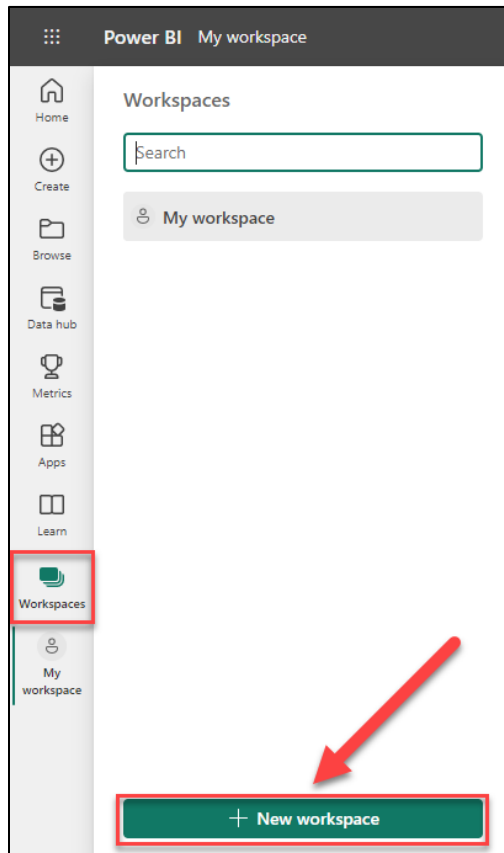 Power BI My workspace
Home
Create
Browse
Data hub
Metrics
Apps
Learn
Workspaces
My
workspace
Workspaces
Search
My workspace
+ New workspace